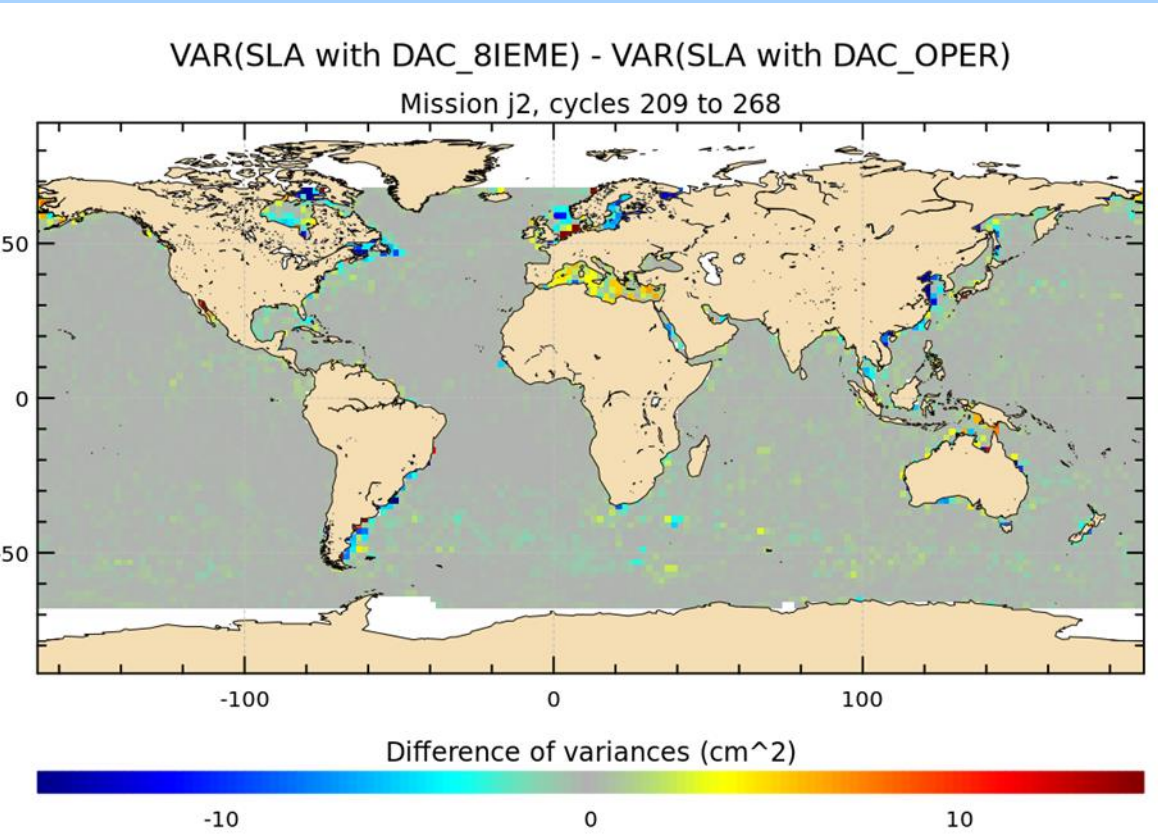 VAR(SLA with DAC_8IEME) - VAR(SLA with DAC_OPER)
Mission j2, cycles 209 to 268
50
0
-50
-100 0 100
Difference of variances (cm^2)
-10 0 10